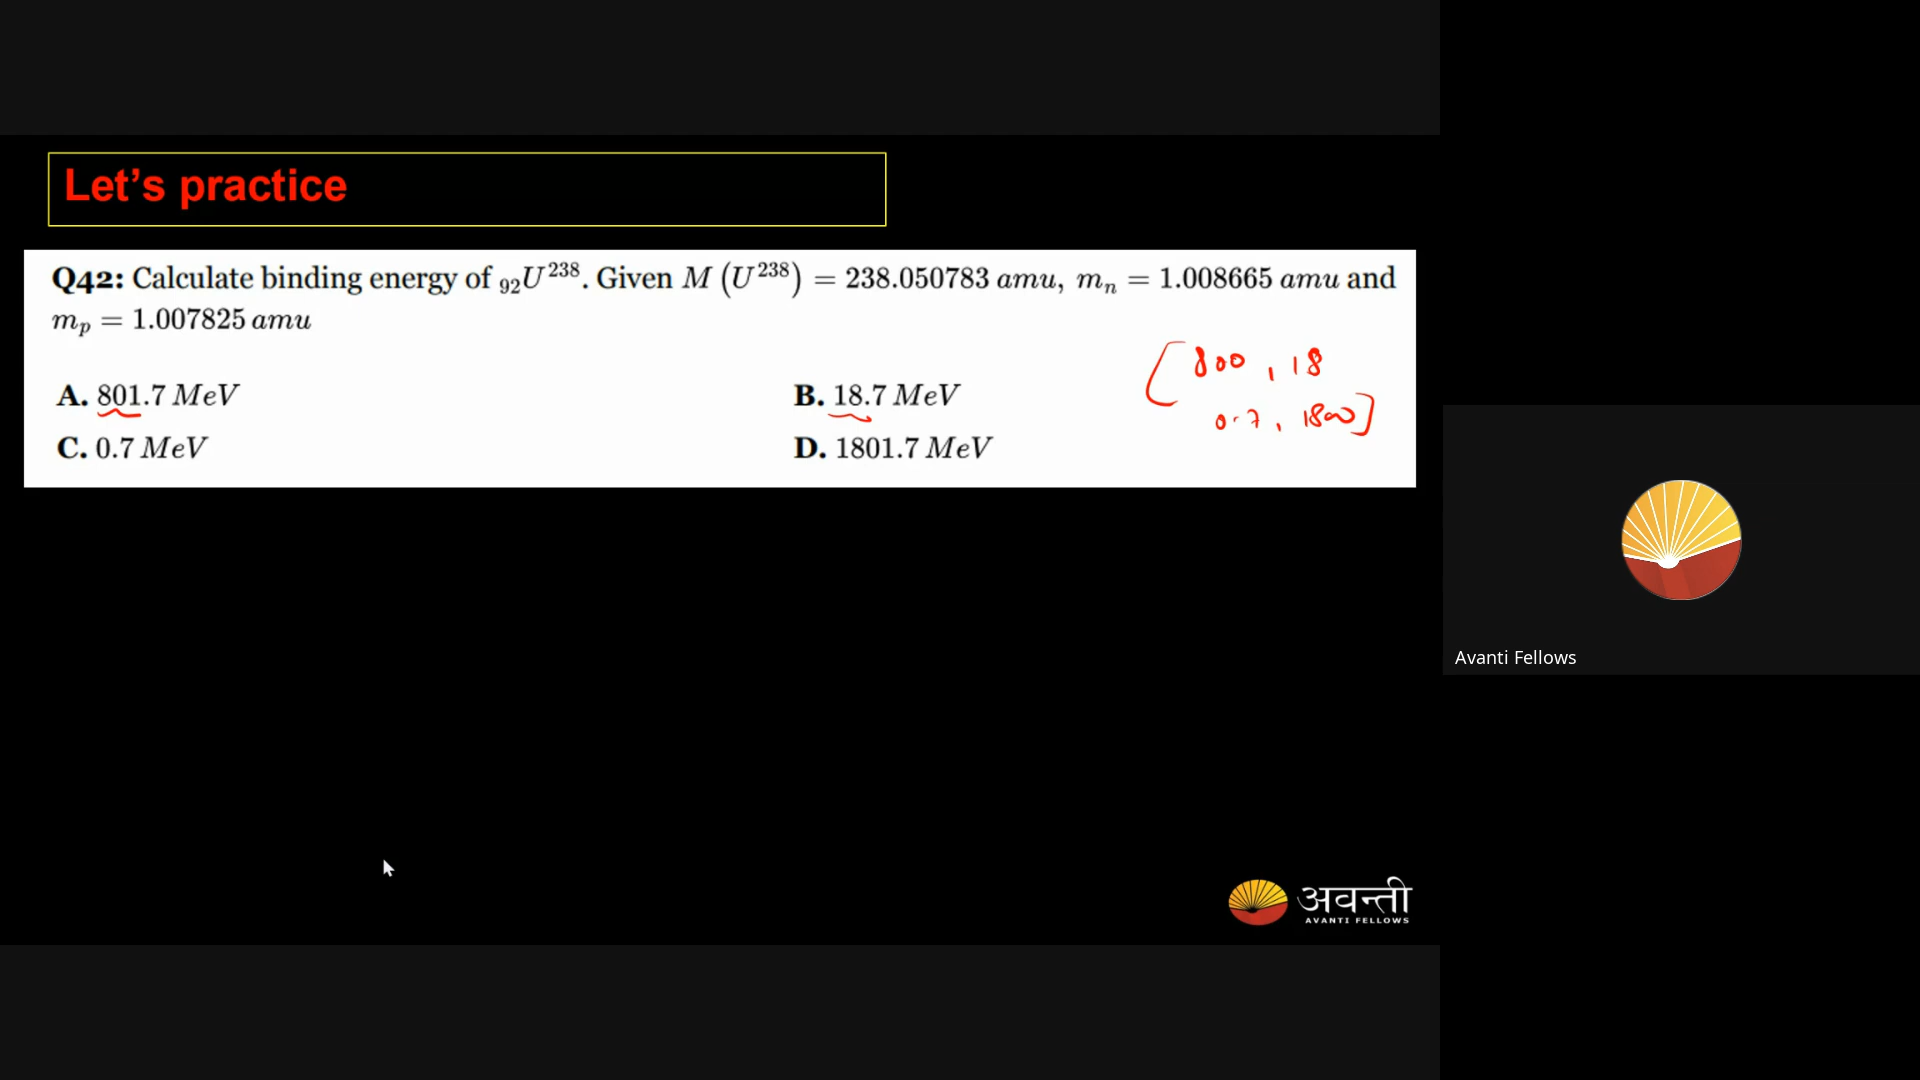 Let’s practice
Q42: Calculate binding energy of ₉₂U²³⁸. Given M (U²³⁸) = 238.050783 amu, mₙ = 1.008665 amu and
mₚ = 1.007825 amu
[800, 18
0.7, 1800]
A. 801.7 MeV
B. 18.7 MeV
C. 0.7 MeV
D. 1801.7 MeV
Avanti Fellows
अवन्ती
AVANTI FELLOWS